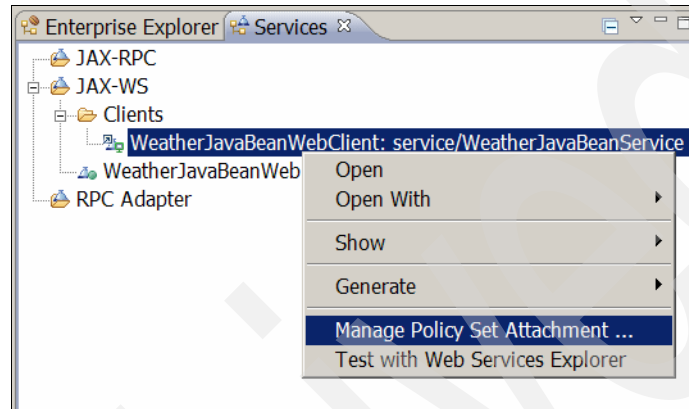 Enterprise Explorer Services
JAX-RPC
JAX-WS
Clients
WeatherJavaBeanWebClient: service/WeatherJavaBeanService
WeatherJavaBeanWeb
RPC Adapter
Open
Open With
Show
Generate
Manage Policy Set Attachment ...
Test with Web Services Explorer